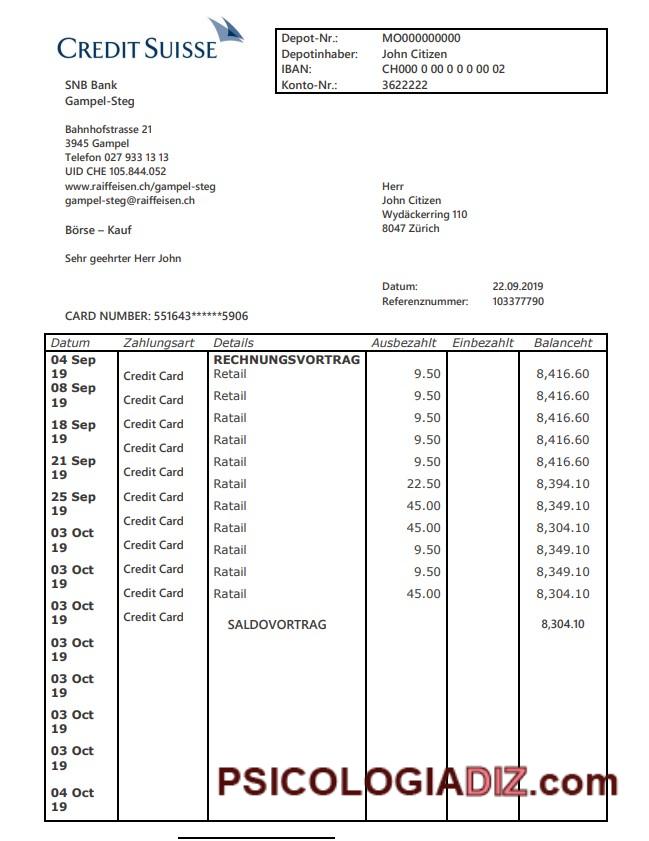 CREDIT SUISSE
Depot-Nr.: MO000000000
Depotinhaber: John Citizen
IBAN: CH000 0 00 0 0 0 00 02
Konto-Nr.: 3622222
SNB Bank
Gampel-Steg
Bahnhofstrasse 21
3945 Gampel
Telefon 027 933 13 13
UID CHE 105.844.052
www.raiffeisen.ch/gampel-steg
gampel-steg@raiffeisen.ch
Herr
John Citizen
Wydäckerring 110
8047 Zürich
Börse – Kauf
Sehr geehrter Herr John
Datum: 22.09.2019
Referenznummer: 103377790
CARD NUMBER: 551643******5906
Datum Zahlungsart Details Ausbezahlt Einbezahlt Balanceht
04 Sep RECHNUNGSVORTRAG
19 Credit Card Retail 9.50 8,416.60
08 Sep
19 Credit Card Retail 9.50 8,416.60
18 Sep Ratail 9.50 8,416.60
19 Credit Card Ratail 9.50 8,416.60
21 Sep Ratail 9.50 8,416.60
19 Credit Card Ratail 22.50 8,394.10
25 Sep Credit Card
19 Ratail 45.00 8,349.10
Credit Card Ratail 45.00 8,304.10
03 Oct
19 Credit Card Ratail 9.50 8,349.10
03 Oct Credit Card Ratail 9.50 8,349.10
19 Credit Card Ratail 45.00 8,304.10
03 Oct
19 Credit Card SALDOVORTRAG 8,304.10
03 Oct
19
03 Oct
19
03 Oct
19
03 Oct
19
04 Oct
19
PSICOLOGIADIZ.com